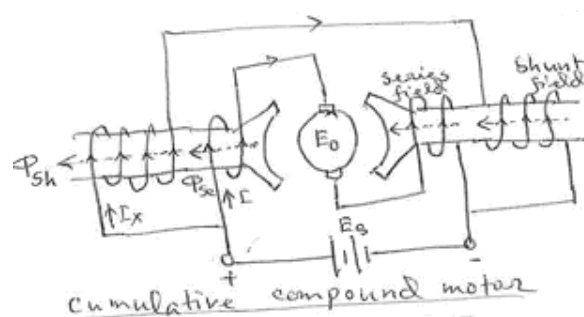 series field
shunt field
E₀
Φsh
Φse
↑Ix
↑I
Es
+
-
cumulative compound motor